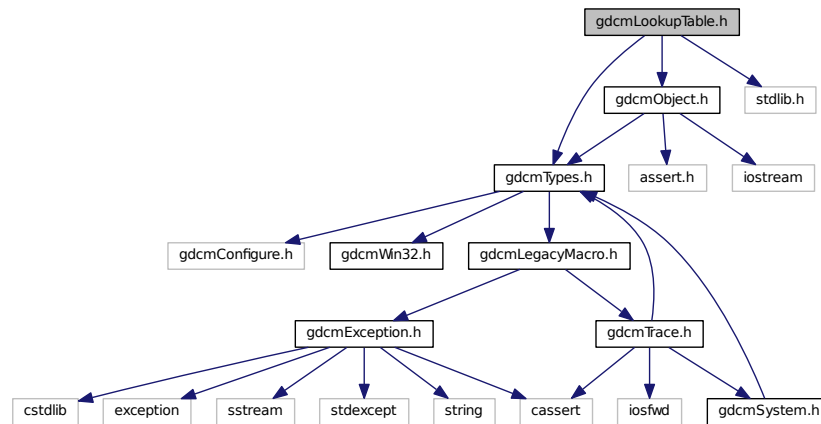 gdcmLookupTable.h
gdcmObject.h
stdlib.h
gdcmTypes.h
assert.h
iostream
gdcmConfigure.h
gdcmWin32.h
gdcmLegacyMacro.h
gdcmException.h
gdcmTrace.h
cstdlib
exception
sstream
stdexcept
string
cassert
iosfwd
gdcmSystem.h